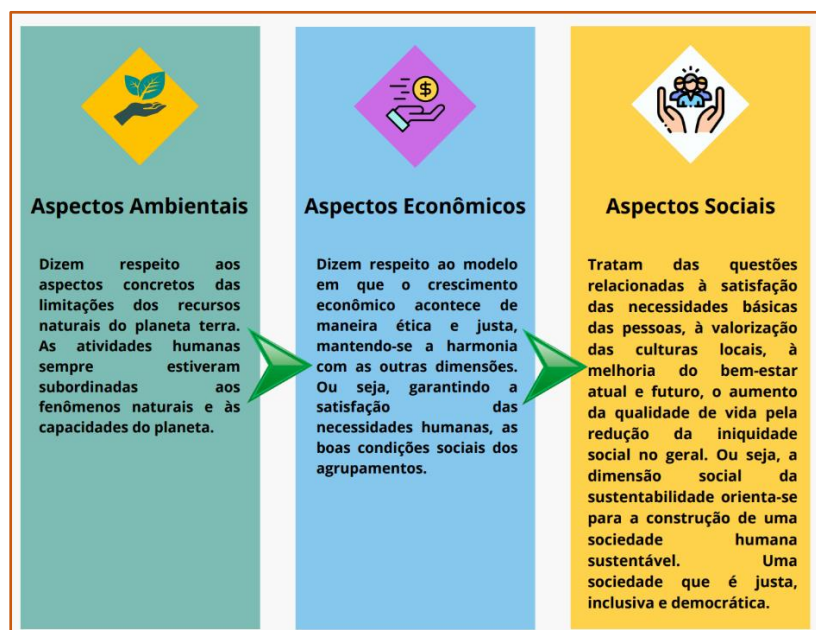 Aspectos Ambientais
Dizem respeito aos
aspectos concretos das
limitações dos recursos
naturais do planeta terra.
As atividades humanas
sempre estiveram
subordinadas aos
fenômenos naturais e às
capacidades do planeta.
Aspectos Econômicos
Dizem respeito ao modelo
em que o crescimento
econômico acontece de
maneira ética e justa,
mantendo-se a harmonia
com as outras dimensões.
Ou seja, garantindo a
satisfação das
necessidades humanas, as
boas condições sociais dos
agrupamentos.
Aspectos Sociais
Tratam das questões
relacionadas à satisfação
das necessidades básicas
das pessoas, à valorização
das culturas locais, à
melhoria do bem-estar
atual e futuro, o aumento
da qualidade de vida pela
redução da iniquidade
social no geral. Ou seja, a
dimensão social da
sustentabilidade orienta-se
para a construção de uma
sociedade humana
sustentável. Uma
sociedade que é justa,
inclusiva e democrática.